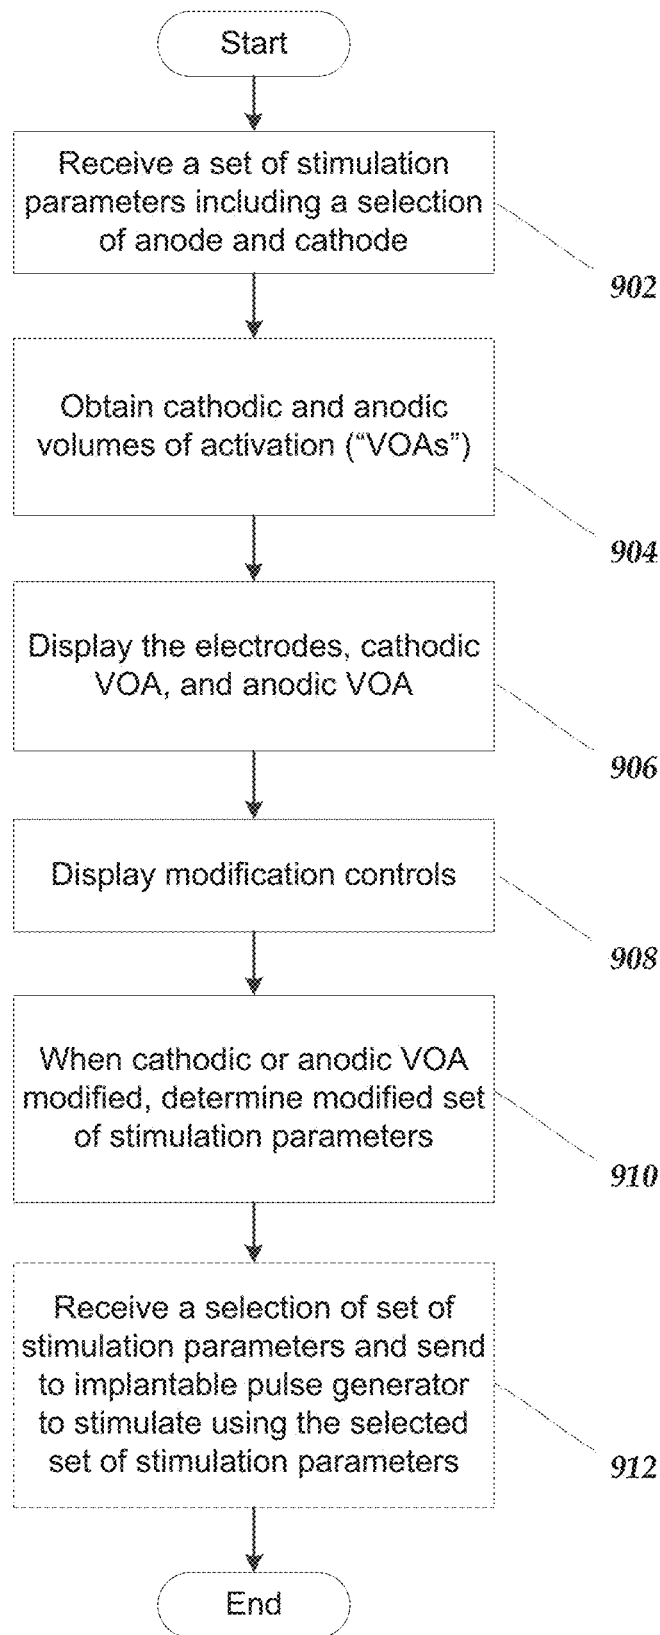 Start
Receive a set of stimulation
parameters including a selection
of anode and cathode
902
Obtain cathodic and anodic
volumes of activation (“VOAs”)
904
Display the electrodes, cathodic
VOA, and anodic VOA
906
Display modification controls
908
When cathodic or anodic VOA
modified, determine modified set
of stimulation parameters
910
Receive a selection of set of
stimulation parameters and send
to implantable pulse generator
to stimulate using the selected
set of stimulation parameters
912
End